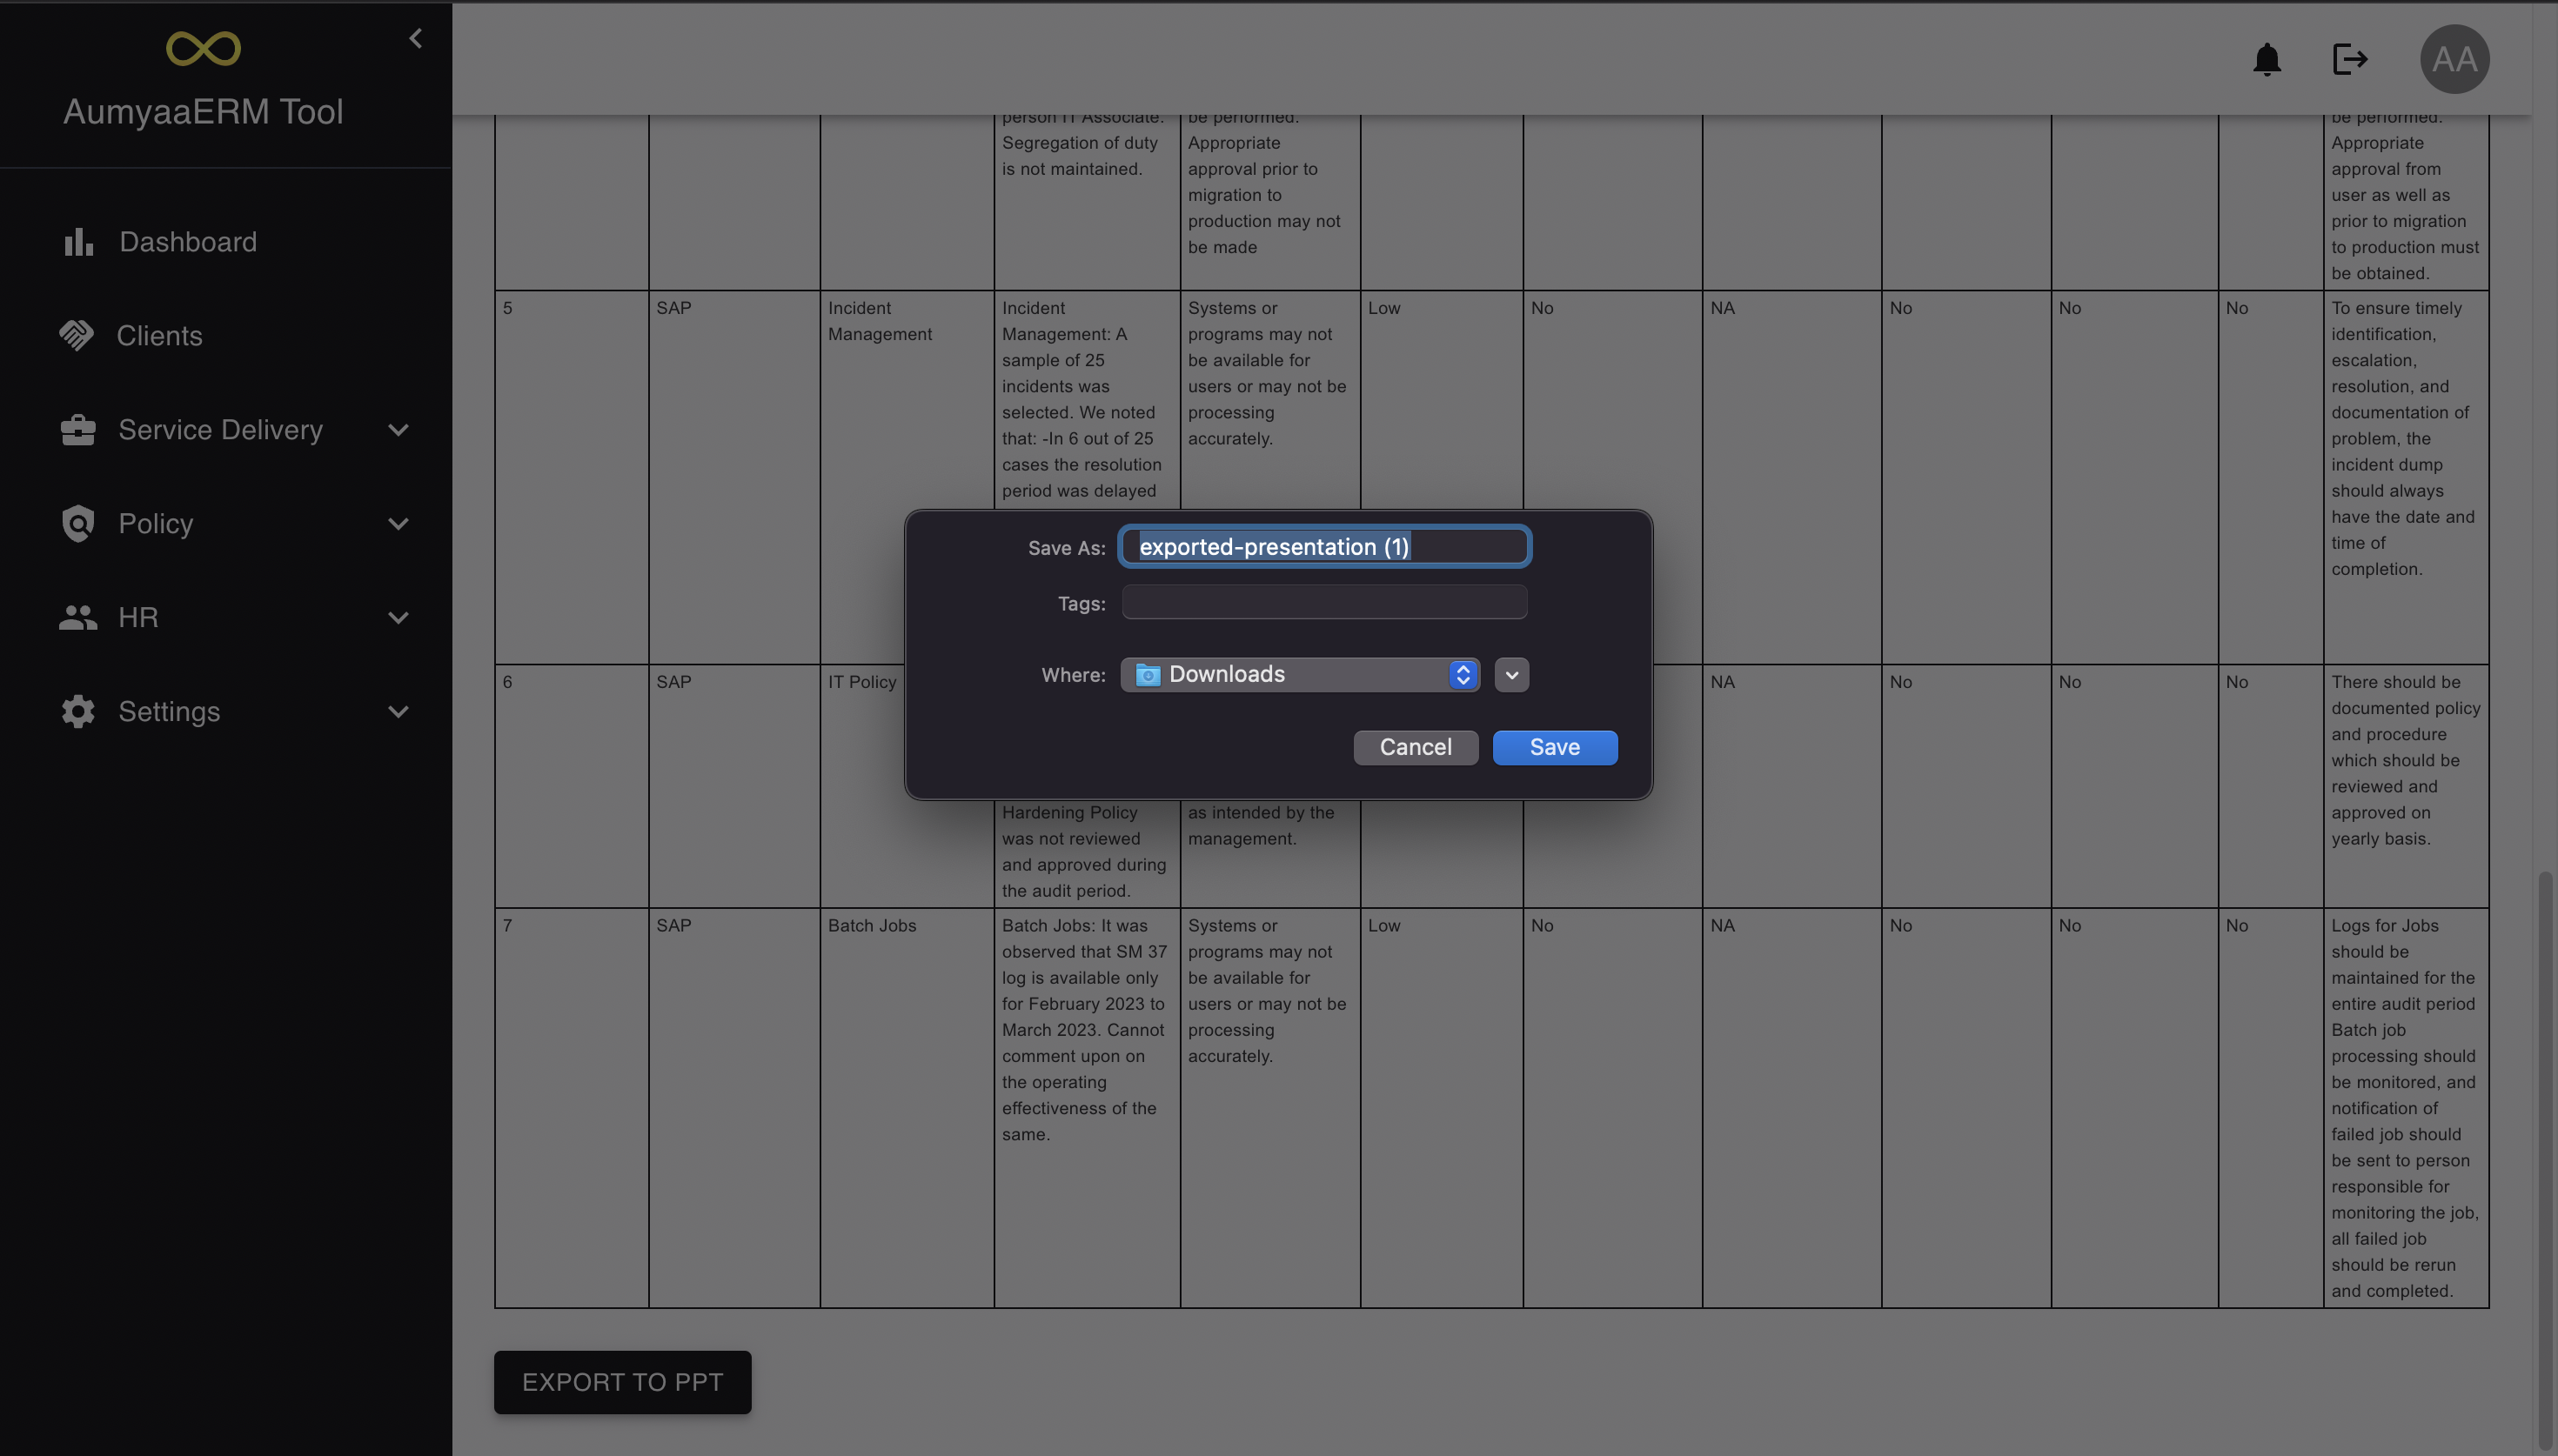 AumyaaERM Tool
Dashboard
Clients
Service Delivery
Policy
HR
Settings
AA
person IT Associate.
Segregation of duty
is not maintained.
be performed.
Appropriate
approval prior to
migration to
production may not
be made
be performed.
Appropriate
approval from
user as well as
prior to migration
to production must
be obtained.
5
SAP
Incident
Management
Incident
Management: A
sample of 25
incidents was
selected. We noted
that: -In 6 out of 25
cases the resolution
period was delayed
Systems or
programs may not
be available for
users or may not be
processing
accurately.
Low
No
NA
No
No
No
To ensure timely
identification,
escalation,
resolution, and
documentation of
problem, the
incident dump
should always
have the date and
time of
completion.
Save As:
exported-presentation (1)
Tags:
Where:
Downloads
Cancel
Save
6
SAP
IT Policy
Hardening Policy
was not reviewed
and approved during
the audit period.
as intended by the
management.
NA
No
No
No
There should be
documented policy
and procedure
which should be
reviewed and
approved on
yearly basis.
7
SAP
Batch Jobs
Batch Jobs: It was
observed that SM 37
log is available only
for February 2023 to
March 2023. Cannot
comment upon on
the operating
effectiveness of the
same.
Systems or
programs may not
be available for
users or may not be
processing
accurately.
Low
No
NA
No
No
No
Logs for Jobs
should be
maintained for the
entire audit period
Batch job
processing should
be monitored, and
notification of
failed job should
be sent to person
responsible for
monitoring the job,
all failed job
should be rerun
and completed.
EXPORT TO PPT